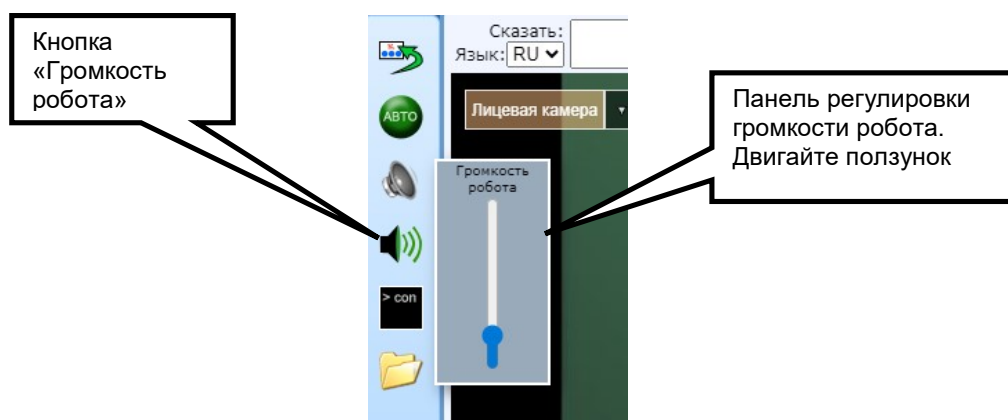 Кнопка
«Громкость
робота»
Сказать:
Язык: RU
АВТО
Лицевая камера
Громкость
робота
> con
Панель регулировки
громкости робота.
Двигайте ползунок